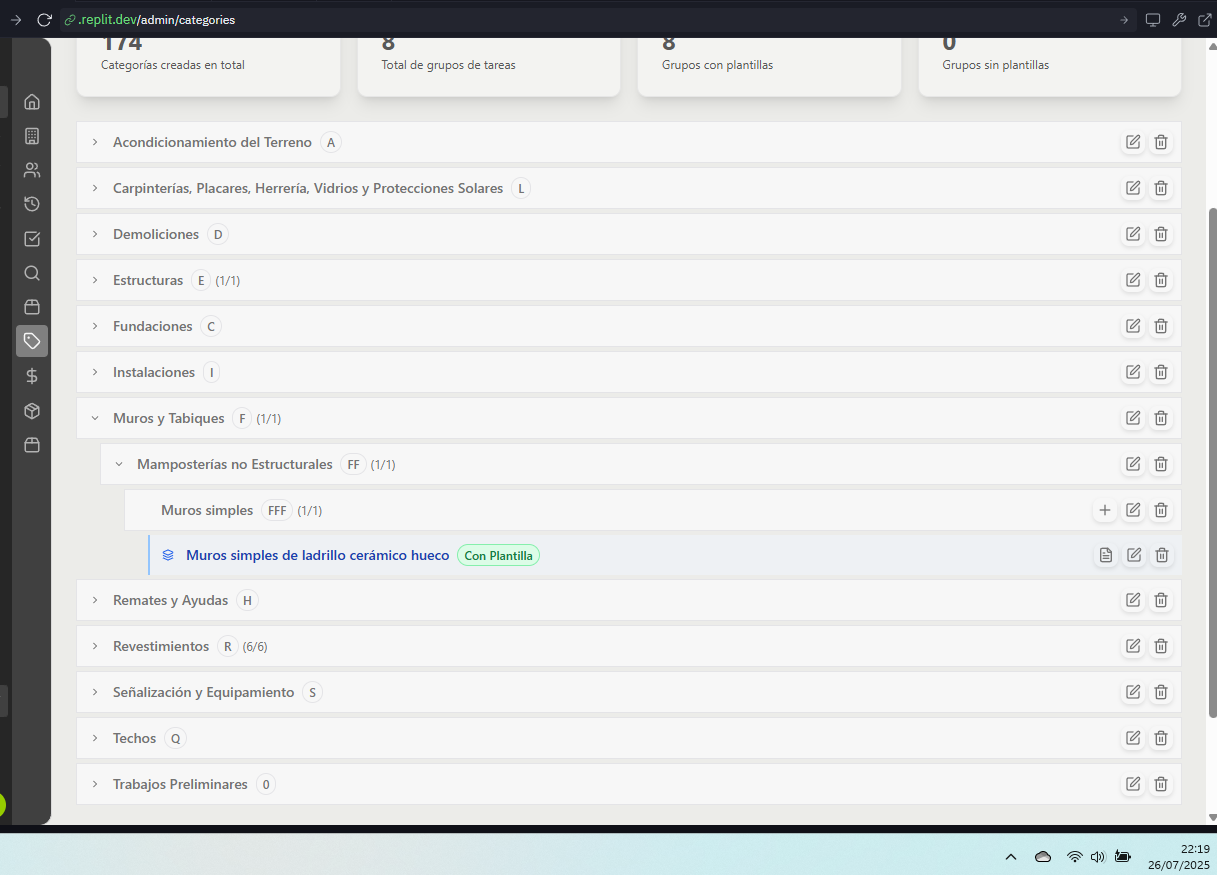 .replit.dev/admin/categories
174
8
8
0
Categorías creadas en total
Total de grupos de tareas
Grupos con plantillas
Grupos sin plantillas
Acondicionamiento del Terreno A
Carpinterías, Placares, Herrería, Vidrios y Protecciones Solares L
Demoliciones D
Estructuras E (1/1)
Fundaciones C
Instalaciones I
Muros y Tabiques F (1/1)
Mamposterías no Estructurales FF (1/1)
Muros simples FFF (1/1)
Muros simples de ladrillo cerámico hueco Con Plantilla
Remates y Ayudas H
Revestimientos R (6/6)
Señalización y Equipamiento S
Techos Q
Trabajos Preliminares 0
22:19
26/07/2025